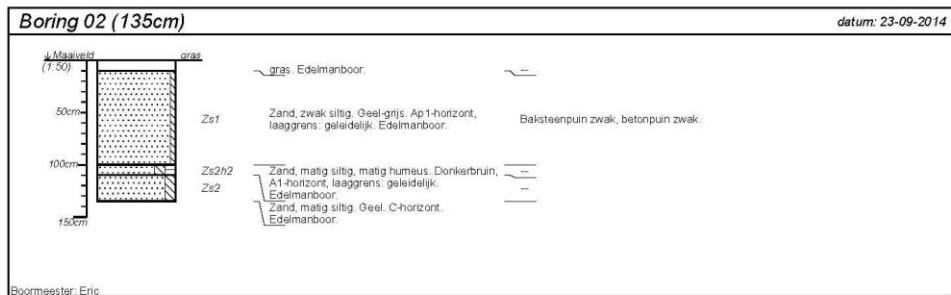 Boring 02 (135cm)
datum: 23-09-2014
Maaiveld gras
(1:50)
gras. Edelmanboor. --
50cm
Zs1
Zand, zwak siltig. Geel-grijs. Ap1-horizont,
laaggrens: geleidelijk. Edelmanboor.
Baksteenpuin zwak, betonpuin zwak.
100cm
Zs2h2
Zand, matig siltig, matig humeus. Donkerbruin, --
A1-horizont, laaggrens: geleidelijk.
Edelmanboor.
Zs2 --
Zand, matig siltig. Geel. C-horizont.
Edelmanboor.
150cm
Boormeester: Eric